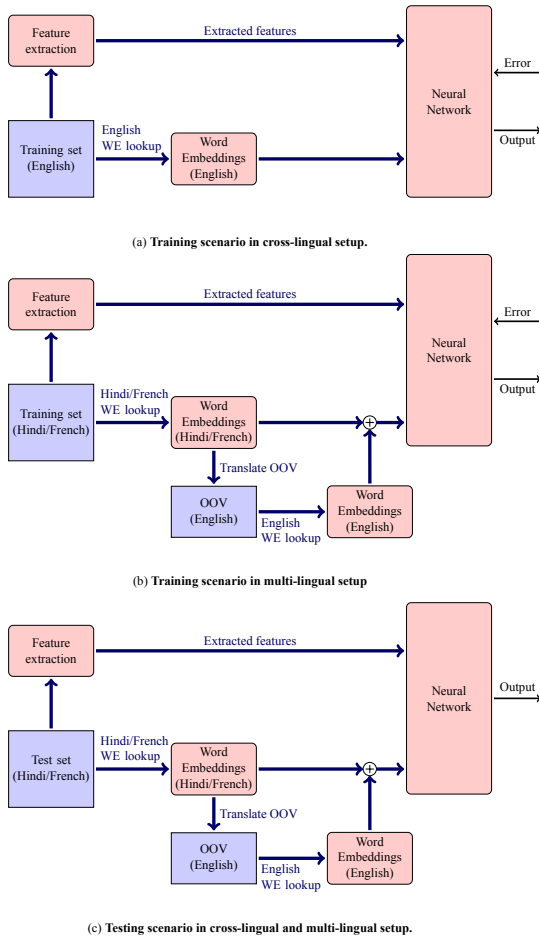 Feature
extraction
Extracted features
Neural
Network
Error
Output
Training set
(English)
English
WE lookup
Word
Embeddings
(English)
(a) Training scenario in cross-lingual setup.
Feature
extraction
Extracted features
Neural
Network
Error
Output
Training set
(Hindi/French)
Hindi/French
WE lookup
Word
Embeddings
(Hindi/French)
Translate OOV
OOV
(English)
English
WE lookup
Word
Embeddings
(English)
(b) Training scenario in multi-lingual setup
Feature
extraction
Extracted features
Neural
Network
Output
Test set
(Hindi/French)
Hindi/French
WE lookup
Word
Embeddings
(Hindi/French)
Translate OOV
OOV
(English)
English
WE lookup
Word
Embeddings
(English)
(c) Testing scenario in cross-lingual and multi-lingual setup.